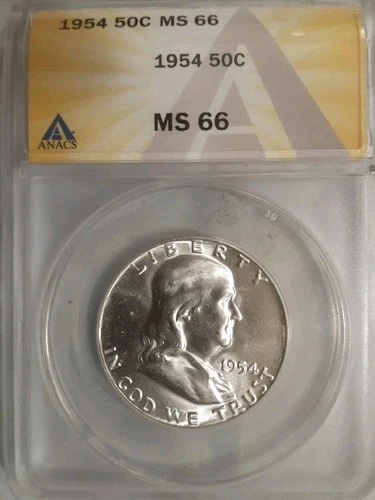 1954 50C MS 66
1954 50C
MS 66
ANACS
LIBERTY
1954
IN GOD WE TRUST